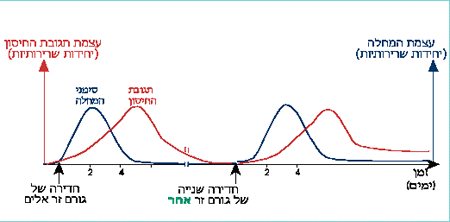 עצמת תגובת החיסון
(יחידות שרירותיות)
עצמת המחלה
(יחידות שרירותיות)
סימני
המחלה
תגובת
החיסון
2
4
2
4
זמן
(ימים)
חדירה של
גורם זר אלים
חדירה שנייה
של גורם זר אחר